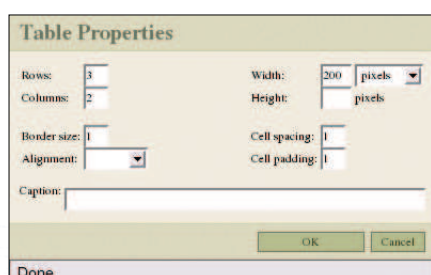 Table Properties
Rows: 3 Width: 200 pixels
Columns: 2 Height: pixels
Border size: 1 Cell spacing: 1
Alignment: Cell padding: 1
Caption:
OK Cancel
Done